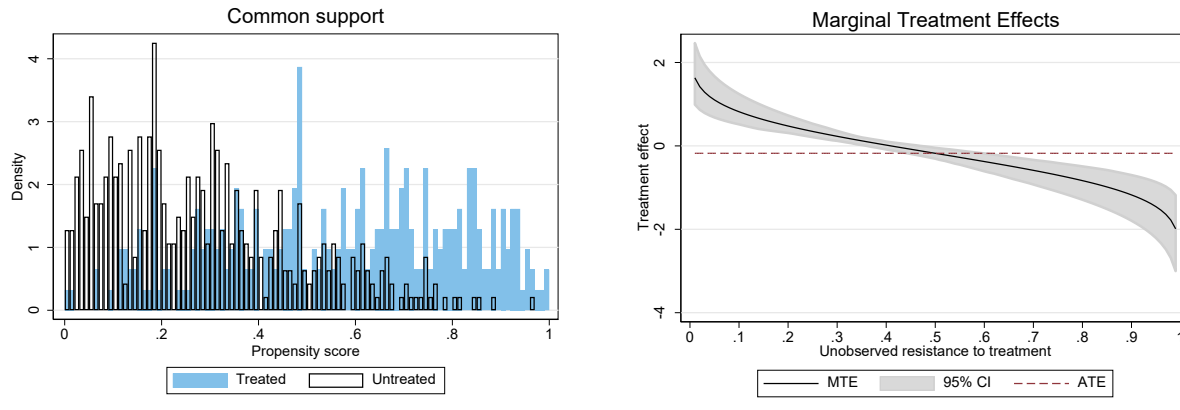 Common support
Density
4
3
2
1
0
0 .2 .4 .6 .8 1
Propensity score
Treated Untreated
Marginal Treatment Effects
Treatment effect
2
0
-2
-4
0 .1 .2 .3 .4 .5 .6 .7 .8 .9 1
Unobserved resistance to treatment
MTE 95% CI ATE